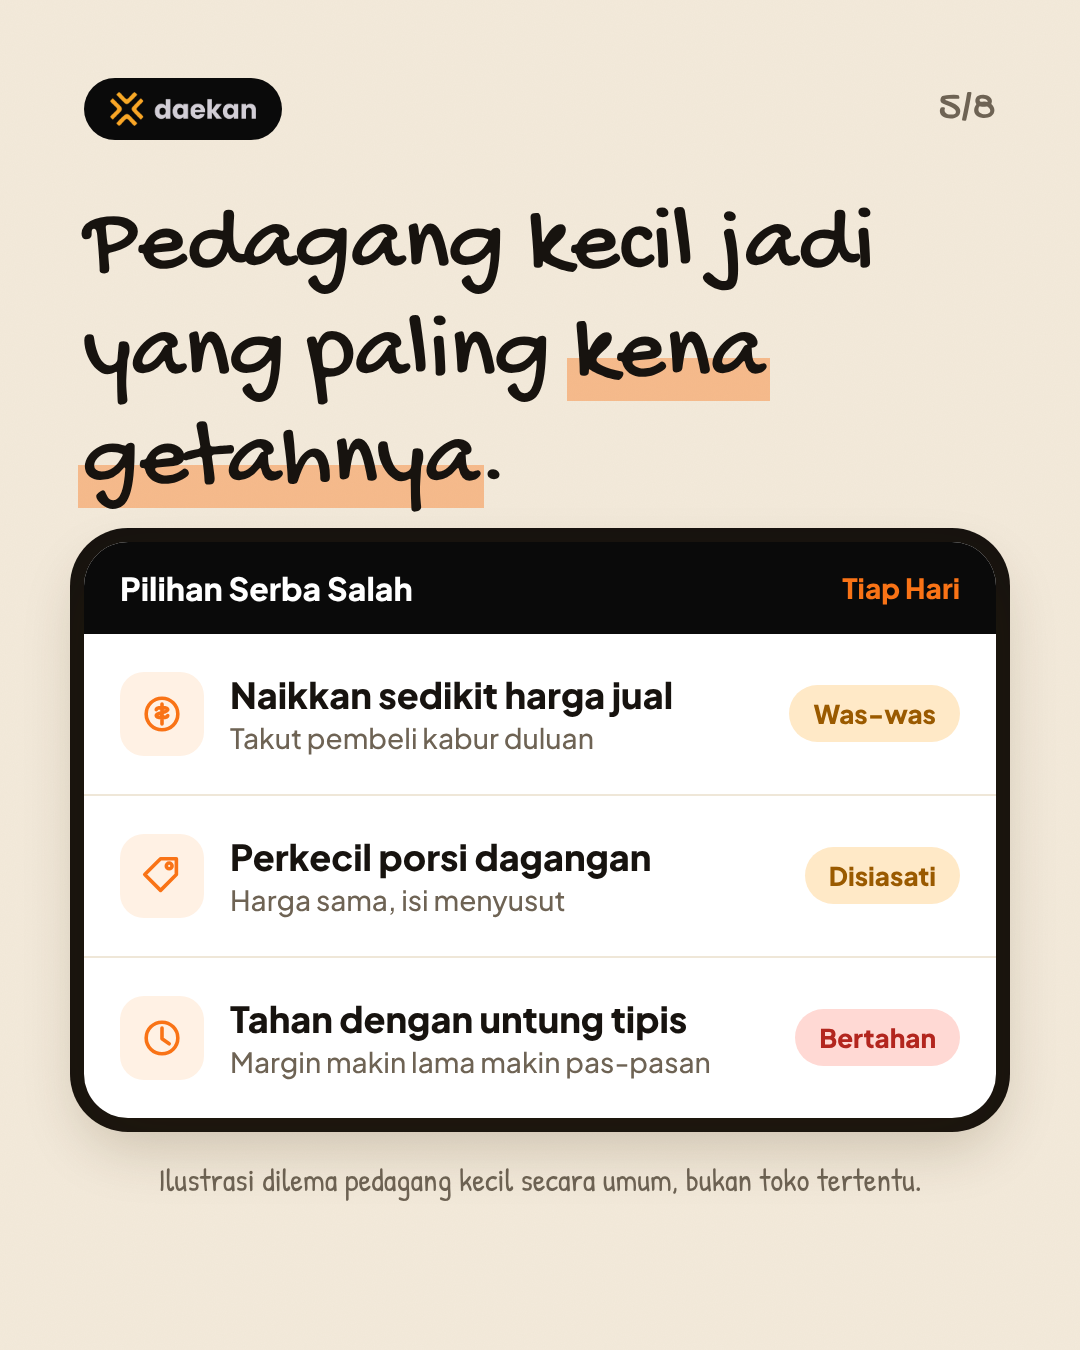 daekan
5/8
Pedagang kecil jadi
yang paling kena
getahnya.
Pilihan Serba Salah
Tiap Hari
Naikkan sedikit harga jual
Takut pembeli kabur duluan
Was-was
Perkecil porsi dagangan
Harga sama, isi menyusut
Disiasati
Tahan dengan untung tipis
Margin makin lama makin pas-pasan
Bertahan
Ilustrasi dilema pedagang kecil secara umum, bukan toko tertentu.